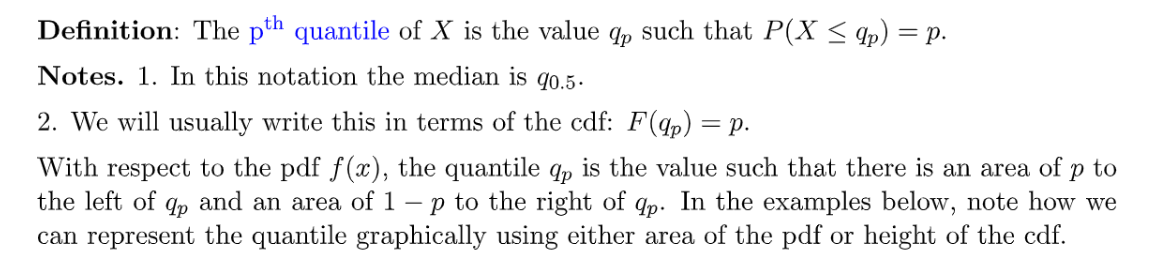 Definition: The pᵗʰ quantile of X is the value qₚ such that P(X ≤ qₚ) = p.
Notes. 1. In this notation the median is q₀.₅.
2. We will usually write this in terms of the cdf: F(qₚ) = p.
With respect to the pdf f(x), the quantile qₚ is the value such that there is an area of p to
the left of qₚ and an area of 1 − p to the right of qₚ. In the examples below, note how we
can represent the quantile graphically using either area of the pdf or height of the cdf.